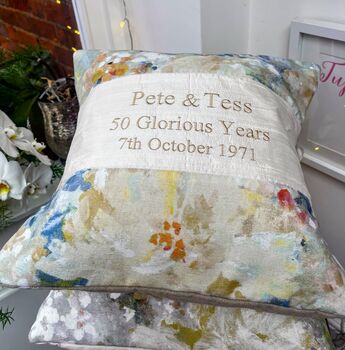 Pete & Tess
50 Glorious Years
7th October 1971